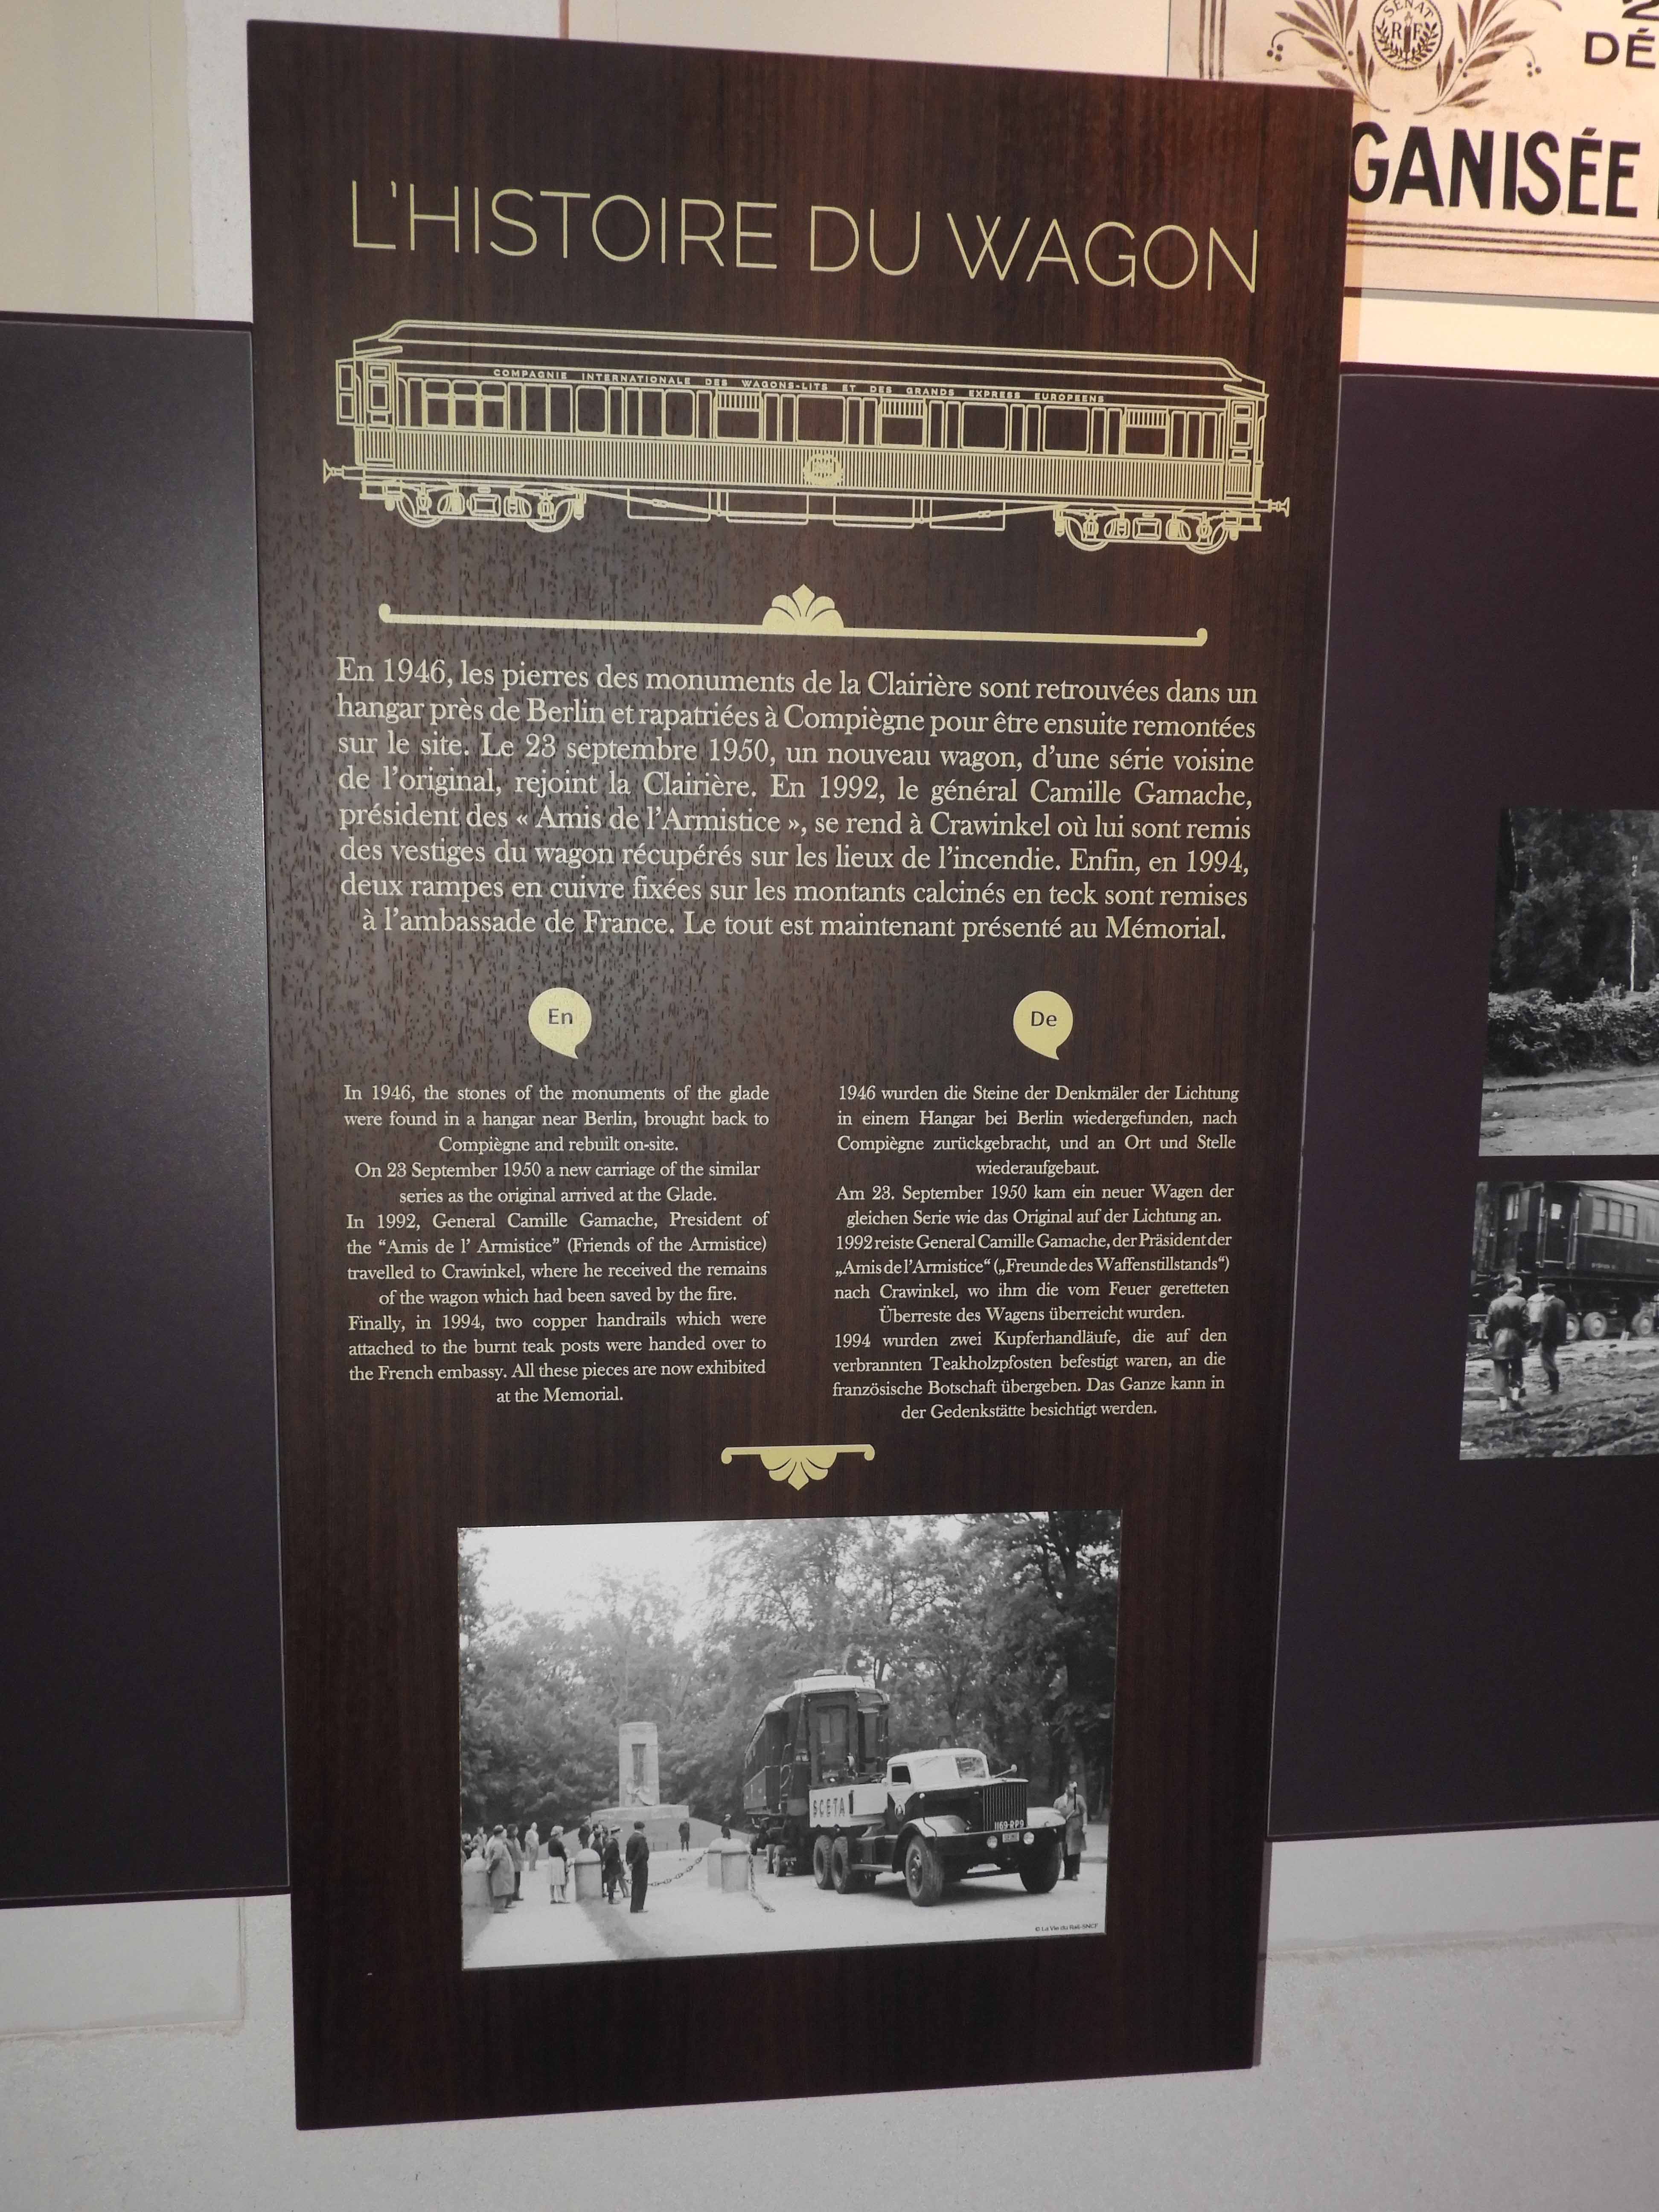 SÉNAT
RF
2
DÉ
GANISÉE
L'HISTOIRE DU WAGON
COMPAGNIE INTERNATIONALE DES WAGONS-LITS ET DES GRANDS EXPRESS EUROPEENS
En 1946, les pierres des monuments de la Clairière sont retrouvées dans un
hangar près de Berlin et rapatriées à Compiègne pour être ensuite remontées
sur le site. Le 23 septembre 1950, un nouveau wagon, d'une série voisine
de l'original, rejoint la Clairière. En 1992, le général Camille Gamache,
président des « Amis de l'Armistice », se rend à Crawinkel où lui sont remis
des vestiges du wagon récupérés sur les lieux de l'incendie. Enfin, en 1994,
deux rampes en cuivre fixées sur les montants calcinés en teck sont remises
à l'ambassade de France. Le tout est maintenant présenté au Mémorial.
En
In 1946, the stones of the monuments of the glade
were found in a hangar near Berlin, brought back to
Compiègne and rebuilt on-site.
On 23 September 1950 a new carriage of the similar
series as the original arrived at the Glade.
In 1992, General Camille Gamache, President of
the “Amis de l' Armistice” (Friends of the Armistice)
travelled to Crawinkel, where he received the remains
of the wagon which had been saved by the fire.
Finally, in 1994, two copper handrails which were
attached to the burnt teak posts were handed over to
the French embassy. All these pieces are now exhibited
at the Memorial.
De
1946 wurden die Steine der Denkmäler der Lichtung
in einem Hangar bei Berlin wiedergefunden, nach
Compiègne zurückgebracht, und an Ort und Stelle
wiederaufgebaut.
Am 23. September 1950 kam ein neuer Wagen der
gleichen Serie wie das Original auf der Lichtung an.
1992 reiste General Camille Gamache, der Präsident der
„Amis de l'Armistice“ („Freunde des Waffenstillstands“)
nach Crawinkel, wo ihm die vom Feuer geretteten
Überreste des Wagens überreicht wurden.
1994 wurden zwei Kupferhandläufe, die auf den
verbrannten Teakholzpfosten befestigt waren, an die
französische Botschaft übergeben. Das Ganze kann in
der Gedenkstätte besichtigt werden.
SCETA
1169 RP9
© La Vie du Rail-SNCF